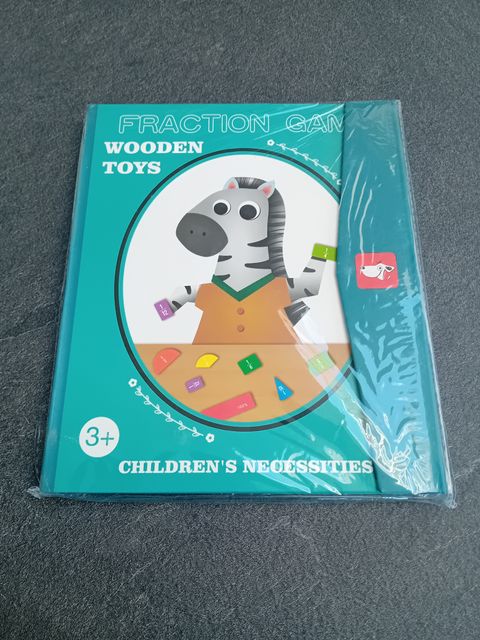 FRACTION GAM
WOODEN
TOYS
3+
CHILDREN'S NECESSITIES